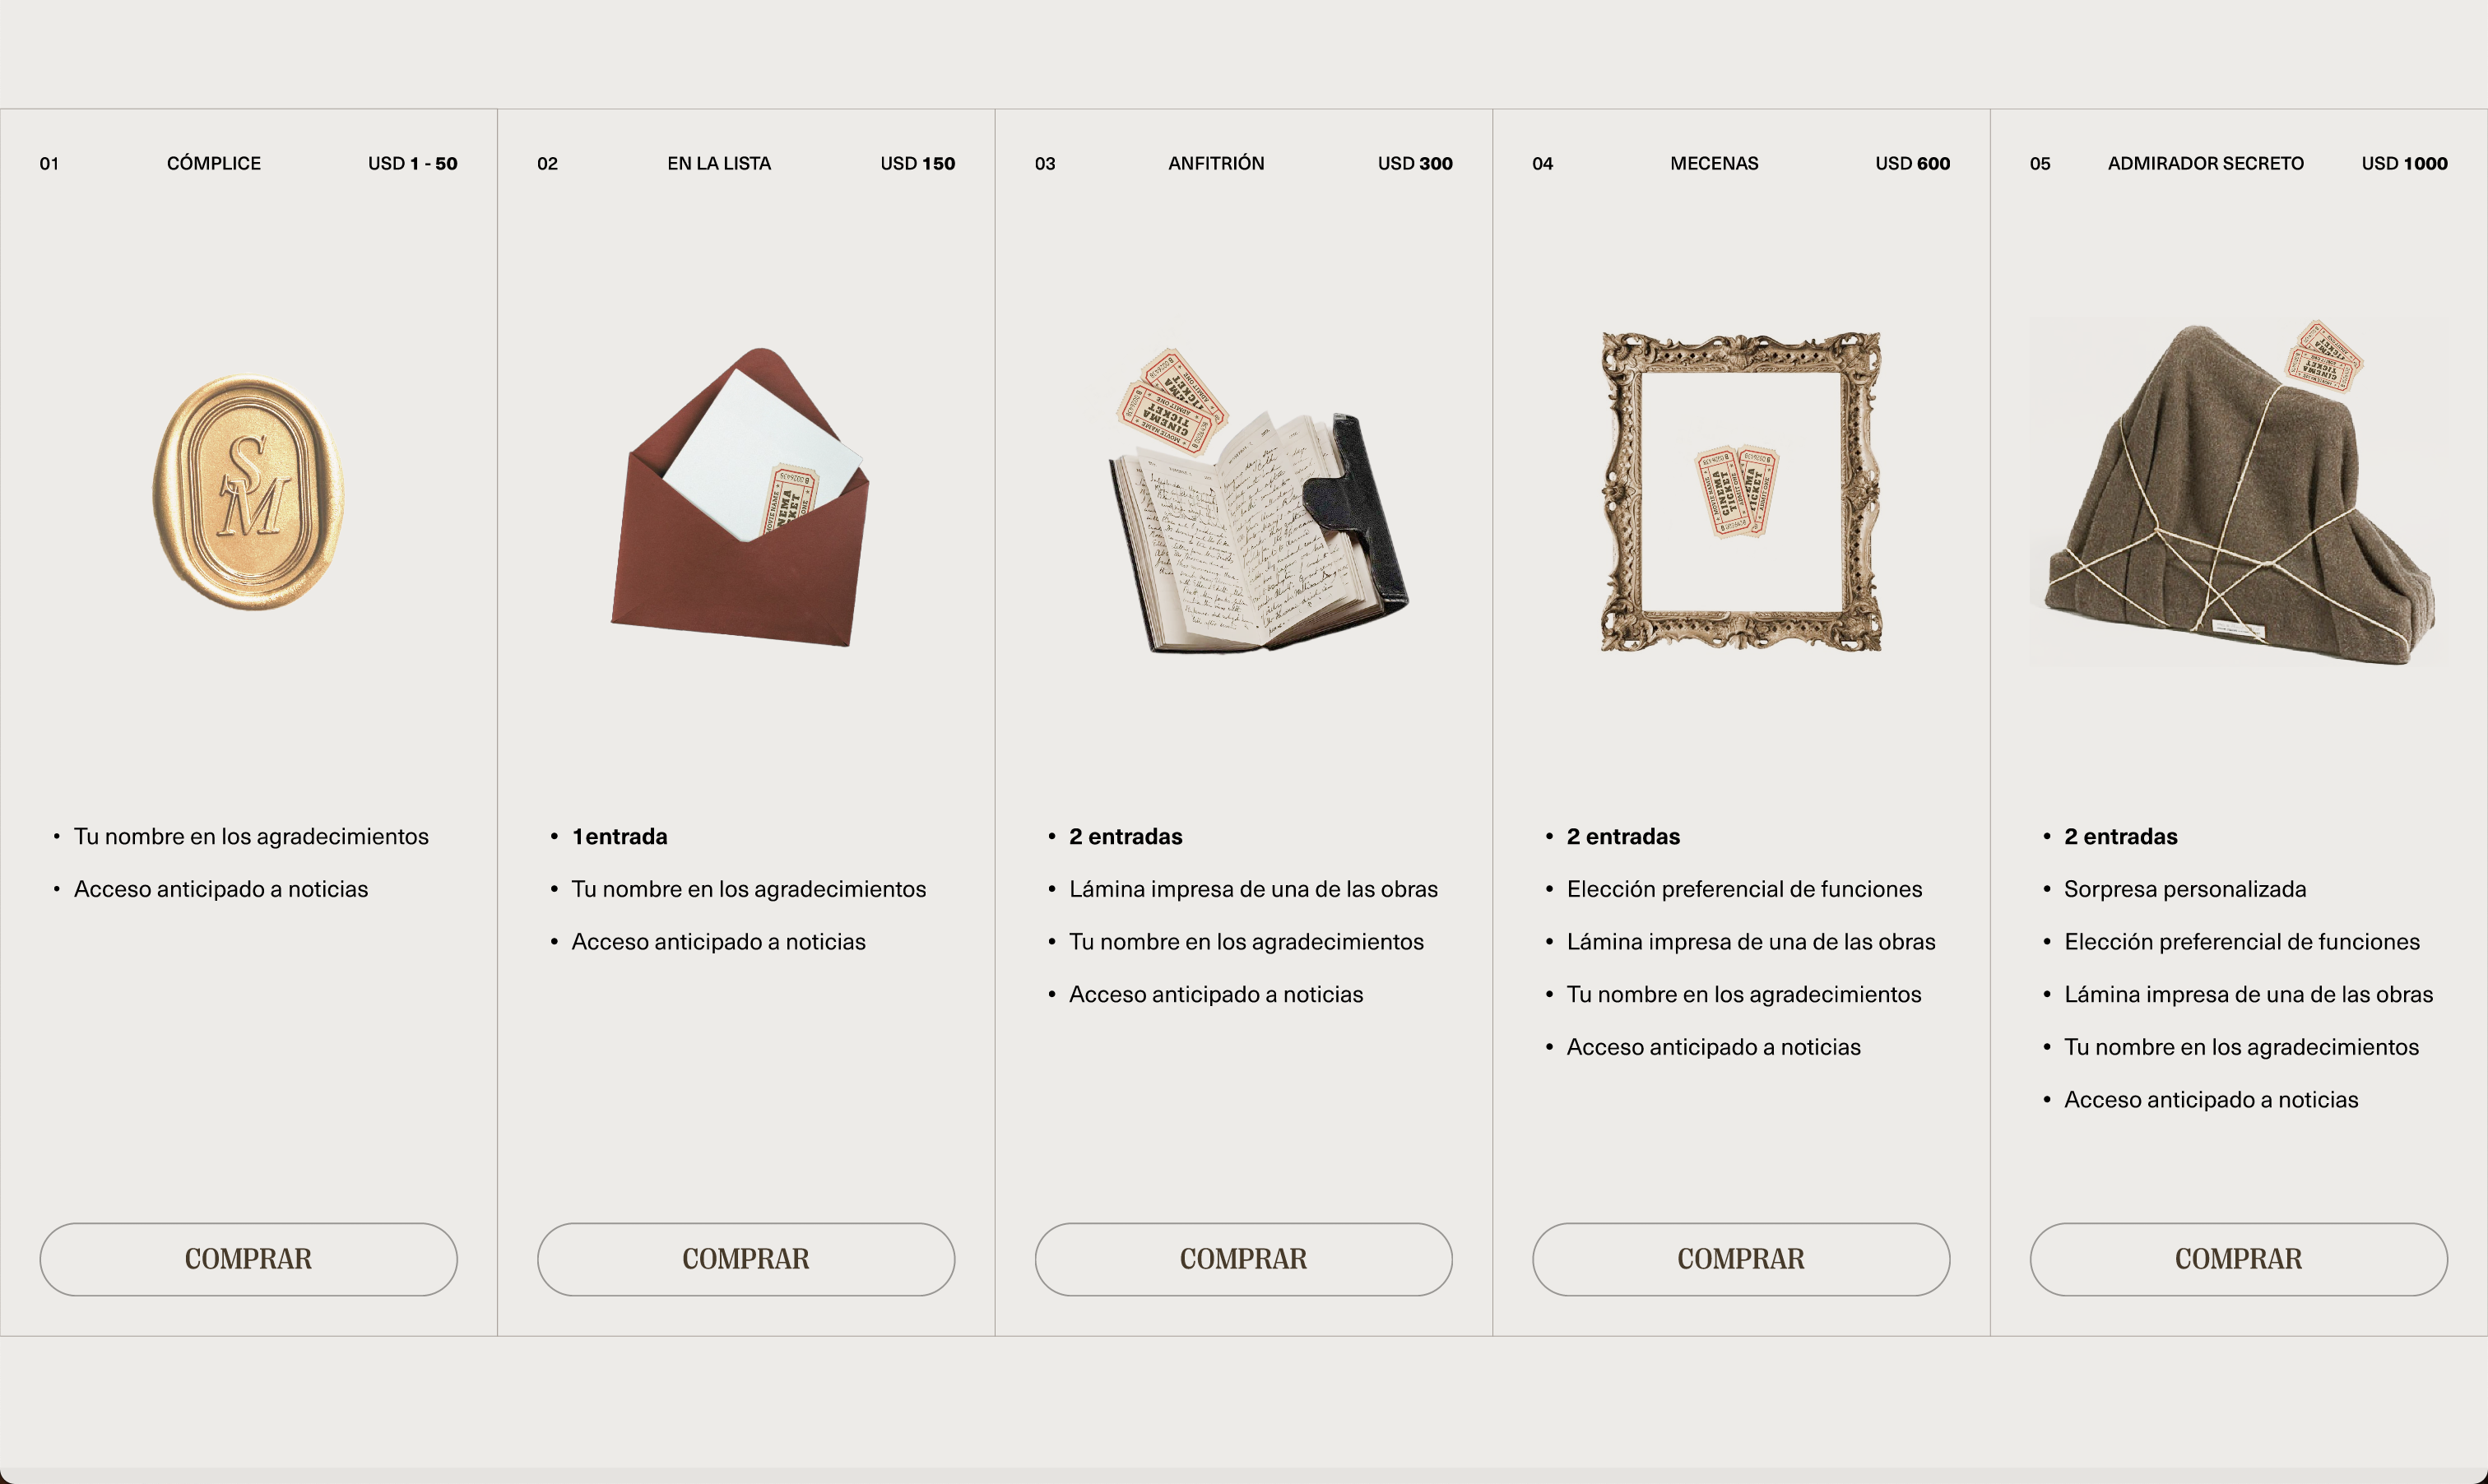 01 CÓMPLICE USD 1 - 50
S
M
Tu nombre en los agradecimientos
Acceso anticipado a noticias
COMPRAR
02 EN LA LISTA USD 150
1entrada
Tu nombre en los agradecimientos
Acceso anticipado a noticias
COMPRAR
03 ANFITRIÓN USD 300
CINEMA
TICKET
ADMIT ONE
MOVIE NAME
2 entradas
Lámina impresa de una de las obras
Tu nombre en los agradecimientos
Acceso anticipado a noticias
COMPRAR
04 MECENAS USD 600
CINEMA
TICKET
2 entradas
Elección preferencial de funciones
Lámina impresa de una de las obras
Tu nombre en los agradecimientos
Acceso anticipado a noticias
COMPRAR
05 ADMIRADOR SECRETO USD 1000
CINEMA
TICKET
2 entradas
Sorpresa personalizada
Elección preferencial de funciones
Lámina impresa de una de las obras
Tu nombre en los agradecimientos
Acceso anticipado a noticias
COMPRAR